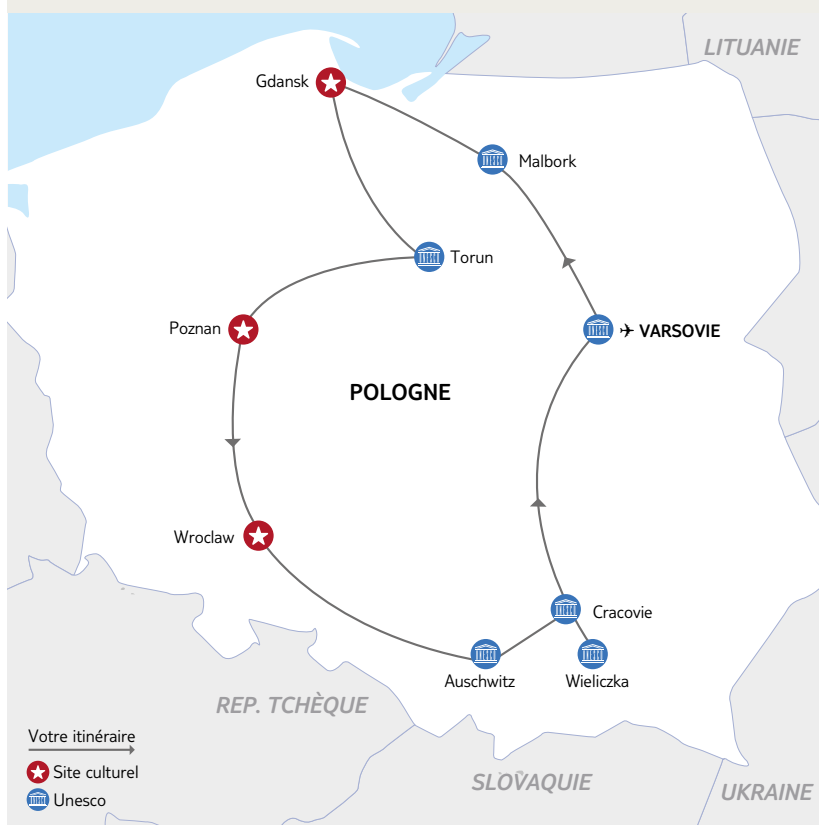 LITUANIE
Gdansk
Malbork
Torun
Poznan
✈ VARSOVIE
POLOGNE
Wroclaw
Cracovie
Auschwitz
Wieliczka
REP. TCHÈQUE
Votre itinéraire
Site culturel
SLOVAQUIE
UKRAINE
Unesco